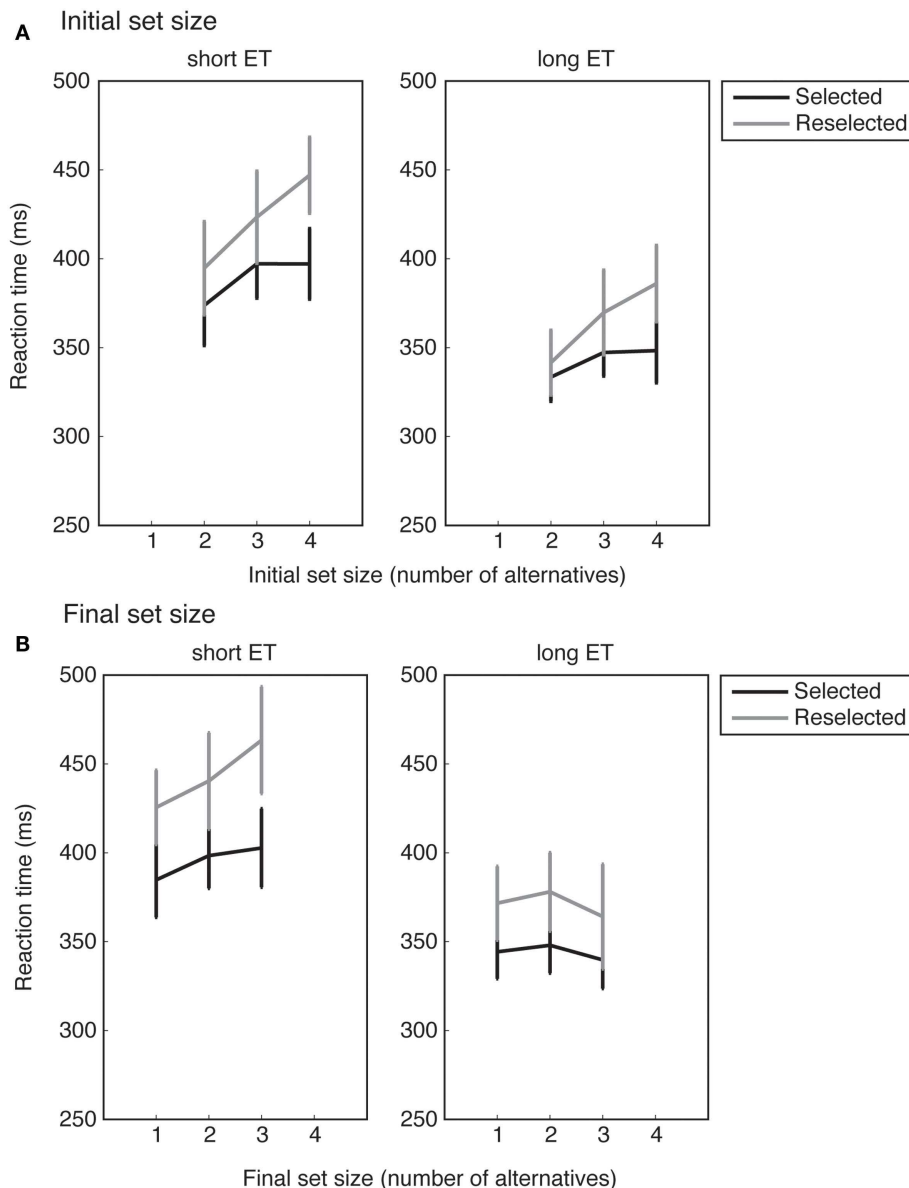 A Initial set size
short ET
long ET
Selected
Reselected
Reaction time (ms)
500
450
400
350
300
250
1 2 3 4
1 2 3 4
Initial set size (number of alternatives)
Final set size
B
short ET
long ET
Selected
Reselected
Reaction time (ms)
500
450
400
350
300
250
500
450
400
350
300
250
500
450
400
350
300
250
1 2 3 4
1 2 3 4
Final set size (number of alternatives)